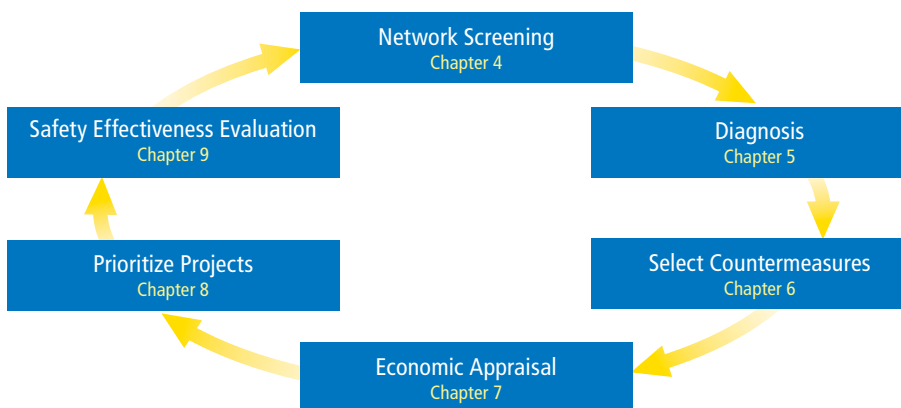 Network Screening
Chapter 4
Diagnosis
Chapter 5
Select Countermeasures
Chapter 6
Economic Appraisal
Chapter 7
Prioritize Projects
Chapter 8
Safety Effectiveness Evaluation
Chapter 9